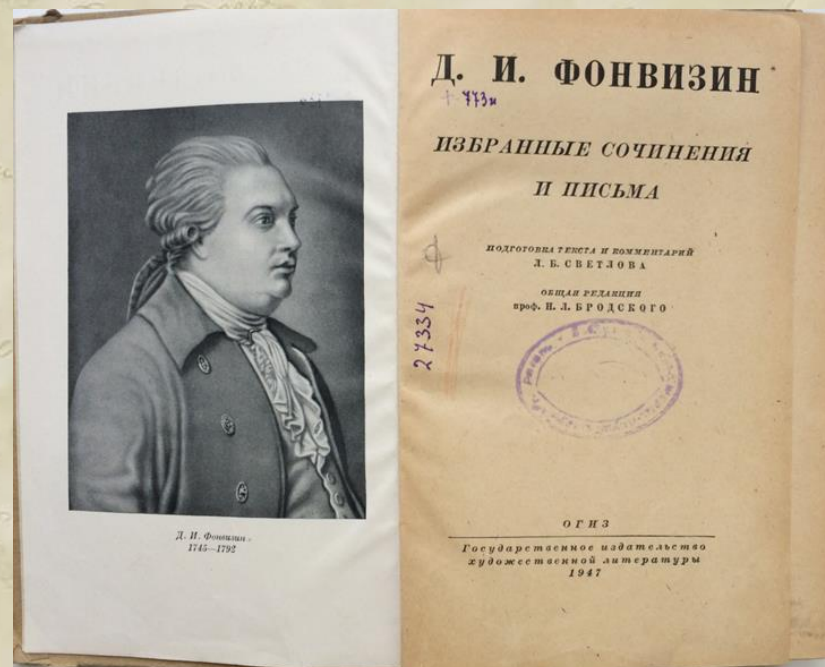 Д. И. Фонвизин
1745—1792
Д. И. ФОНВИЗИН
773и
ИЗБРАННЫЕ СОЧИНЕНИЯ
И ПИСЬМА
ПОДГОТОВКА ТЕКСТА И КОММЕНТАРИЙ
Л. Б. СВЕТЛОВА
ОБЩАЯ РЕДАКЦИЯ
проф. Н. Л. БРОДСКОГО
27334
ОГИЗ
Государственное издательство
художественной литературы
1947